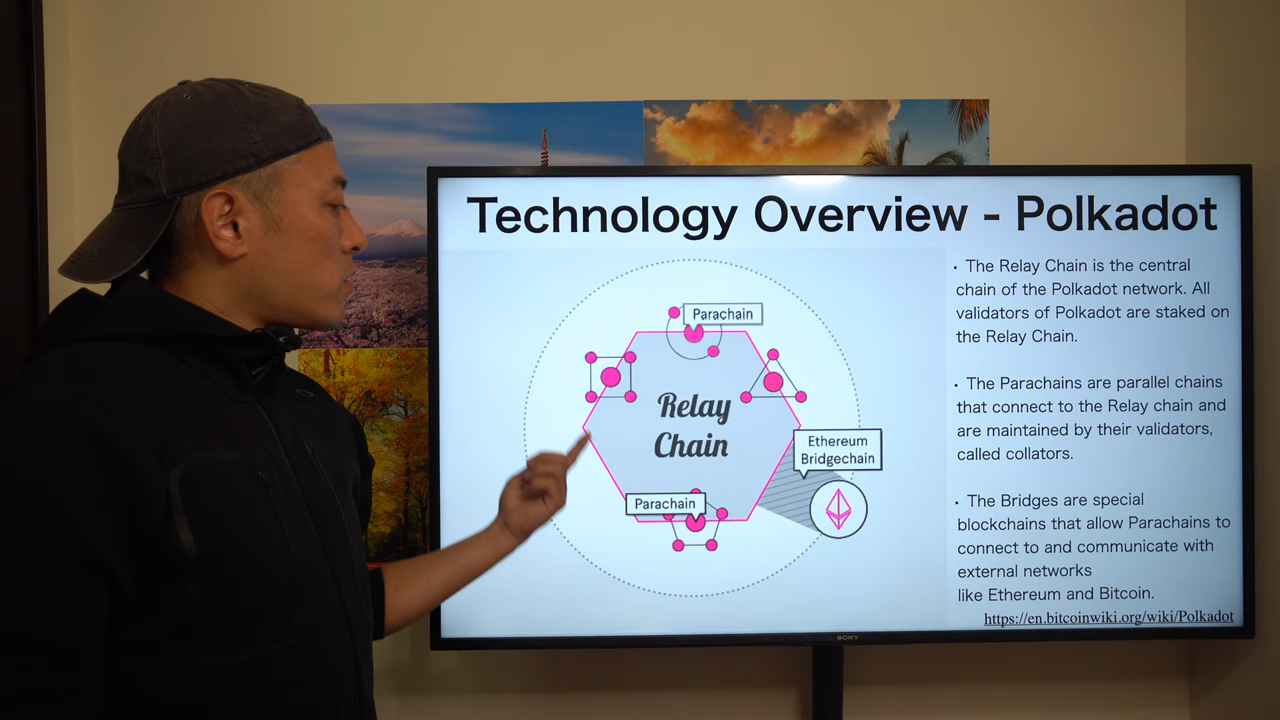 Technology Overview - Polkadot
Parachain
Relay
Chain
Ethereum
Bridgechain
Parachain
・ The Relay Chain is the central
chain of the Polkadot network. All
validators of Polkadot are staked on
the Relay Chain.
・ The Parachains are parallel chains
that connect to the Relay chain and
are maintained by their validators,
called collators.
・ The Bridges are special
blockchains that allow Parachains to
connect to and communicate with
external networks
like Ethereum and Bitcoin.
https://en.bitcoinwiki.org/wiki/Polkadot
SONY